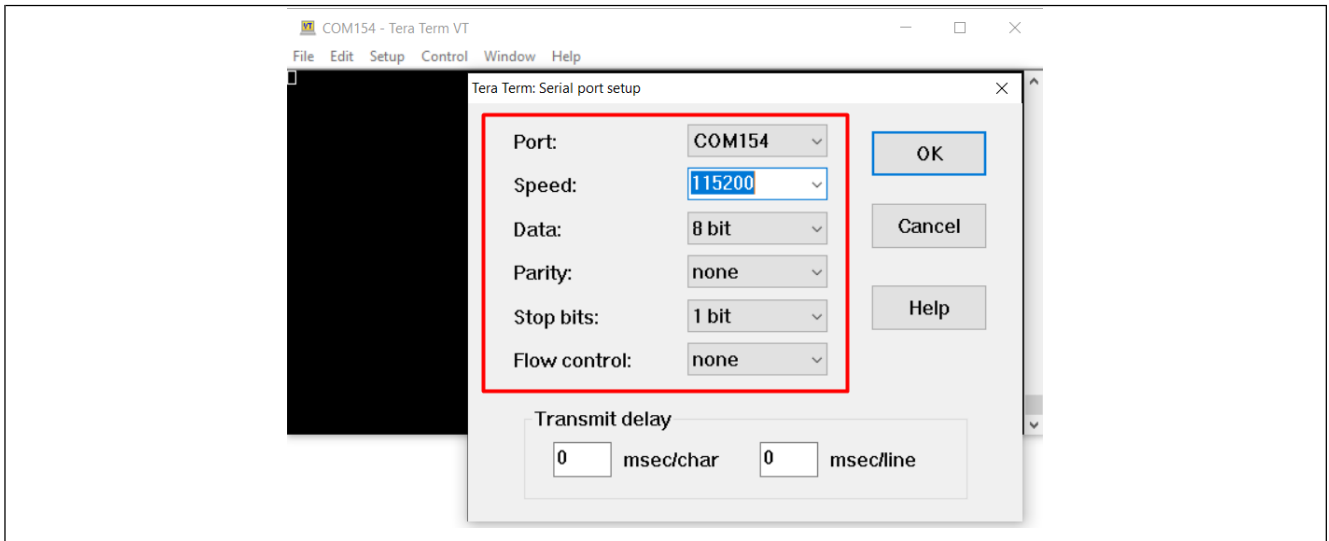 COM154 - Tera Term VT
File Edit Setup Control Window Help
Tera Term: Serial port setup
Port: COM154
OK
Speed: 115200
Data: 8 bit
Cancel
Parity: none
Stop bits: 1 bit
Help
Flow control: none
Transmit delay
0 msec/char 0 msec/line